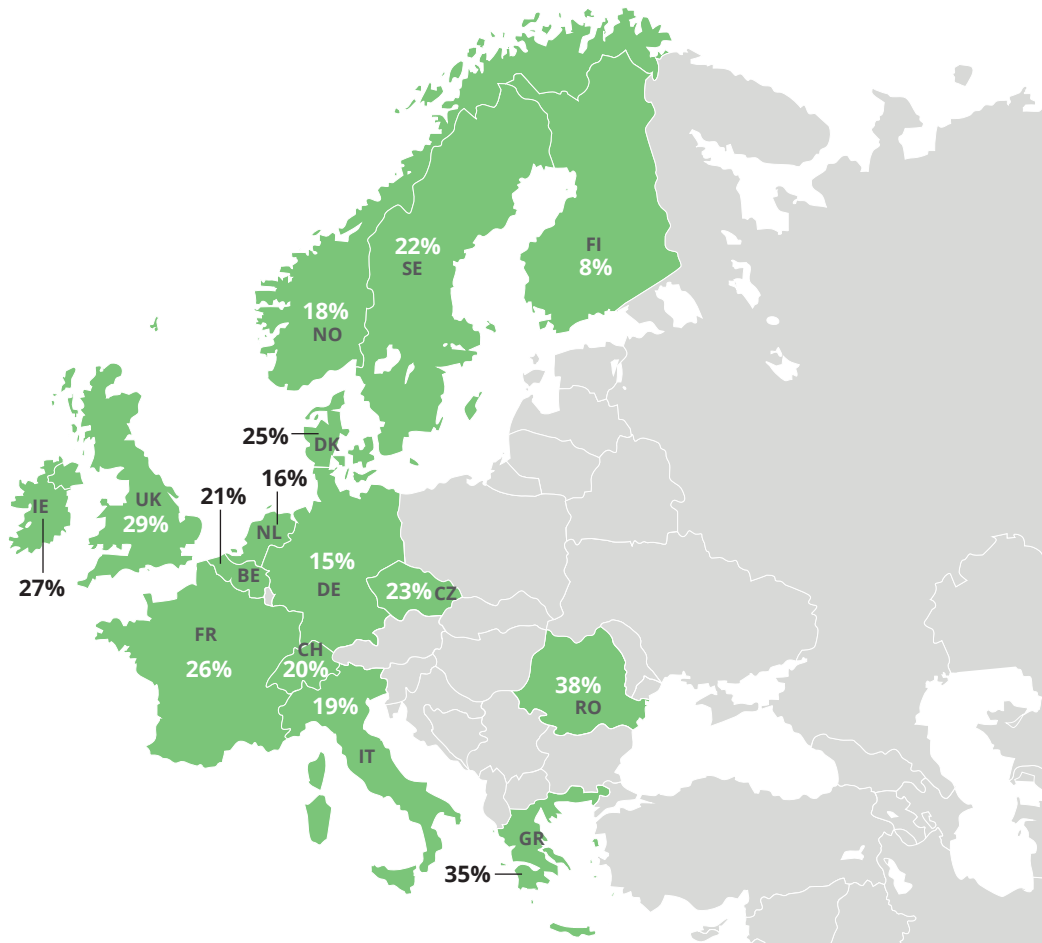 22%
SE
FI
8%
18%
NO
25%
DK
16%
21%
IE
UK
29%
NL
27%
BE
15%
DE
23% CZ
FR
26%
CH
20%
19%
IT
38%
RO
GR
35%